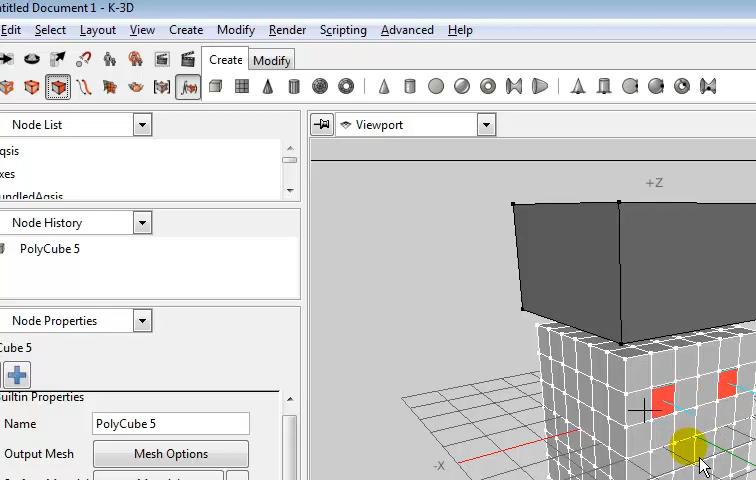 ntitled Document 1 - K-3D
Edit Select Layout View Create Modify Render Scripting Advanced Help
Create Modify
Node List
Viewport
qsis
xes
undledAqsis
+Z
Node History
PolyCube 5
Node Properties
Cube 5
uiltin Properties
Name PolyCube 5
Output Mesh Mesh Options
-X